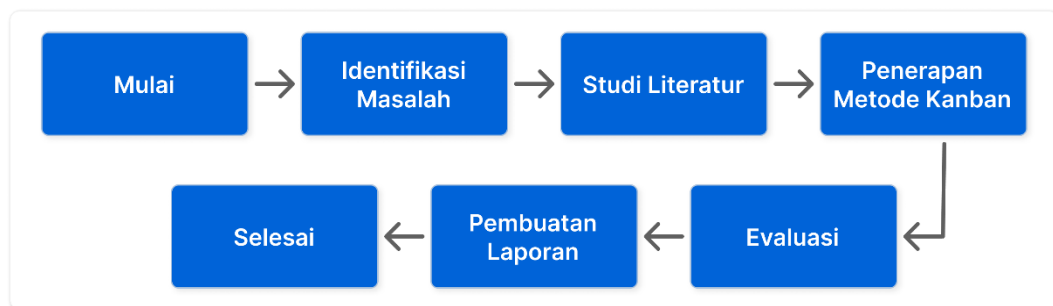 Mulai
Identifikasi
Masalah
Studi Literatur
Penerapan
Metode Kanban
Evaluasi
Pembuatan
Laporan
Selesai